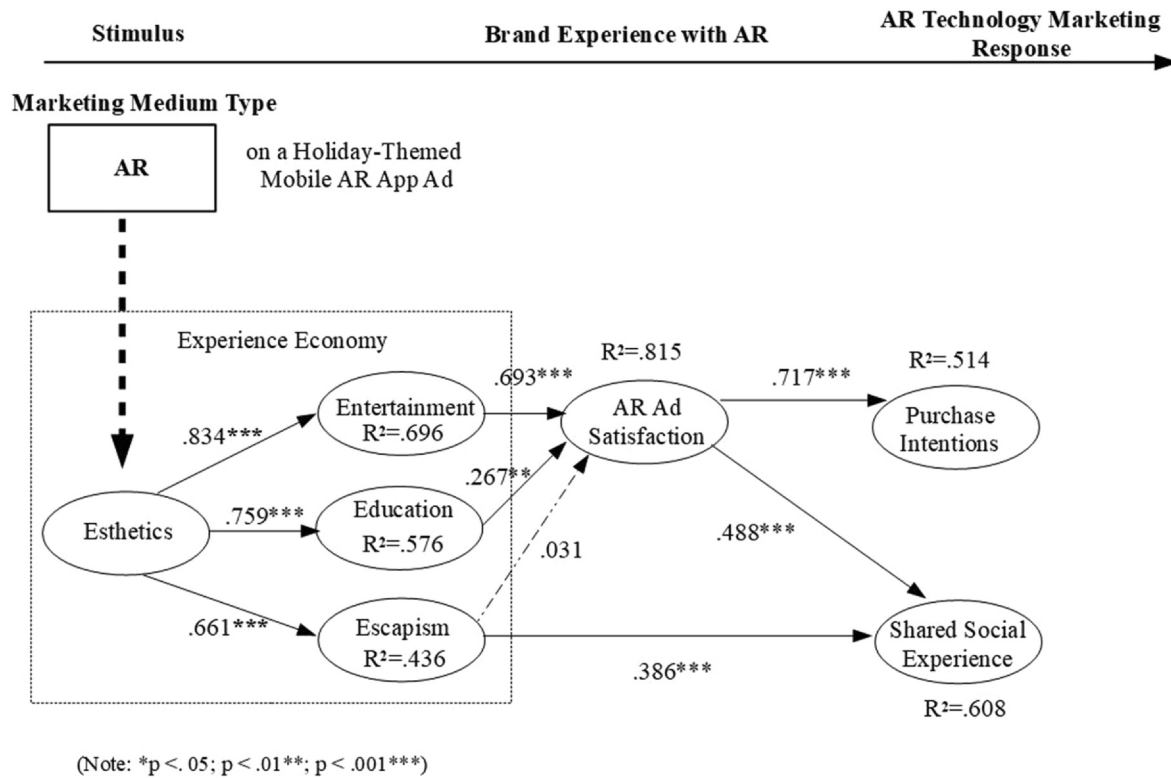 Stimulus
Brand Experience with AR
AR Technology Marketing
Response
Marketing Medium Type
AR
on a Holiday-Themed
Mobile AR App Ad
Experience Economy
R²=.815
R²=.514
.693***
.717***
Entertainment
R²=.696
AR Ad
Satisfaction
Purchase
Intentions
.834***
.267**
Esthetics
.759***
Education
R²=.576
.031
.488***
.661***
Escapism
R²=.436
.386***
Shared Social
Experience
R²=.608
(Note: *p <. 05; p < .01**; p < .001***)